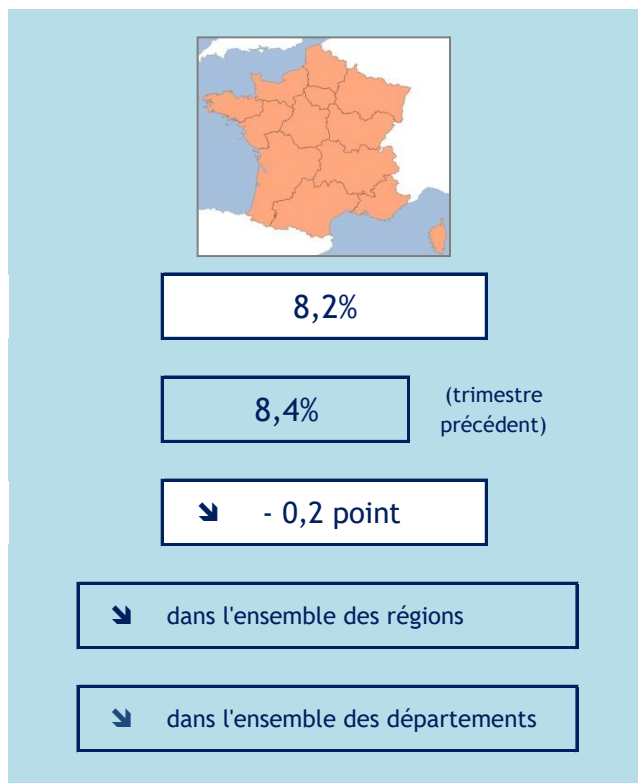 8,2%
8,4%
(trimestre
précédent)
- 0,2 point
dans l'ensemble des régions
dans l'ensemble des départements